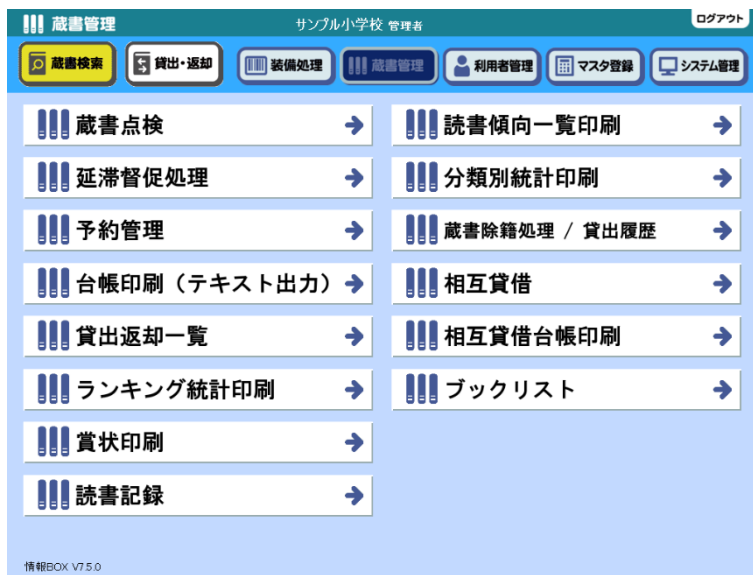 蔵書管理 サンプル小学校 管理者 ログアウト
蔵書検索 貸出・返却 装備処理 蔵書管理 利用者管理 マスタ登録 システム管理
蔵書点検 読書傾向一覧印刷
延滞督促処理 分類別統計印刷
予約管理 蔵書除籍処理 / 貸出履歴
台帳印刷（テキスト出力） 相互貸借
貸出返却一覧 相互貸借台帳印刷
ランキング統計印刷 ブックリスト
賞状印刷
読書記録
情報BOX V7.5.0